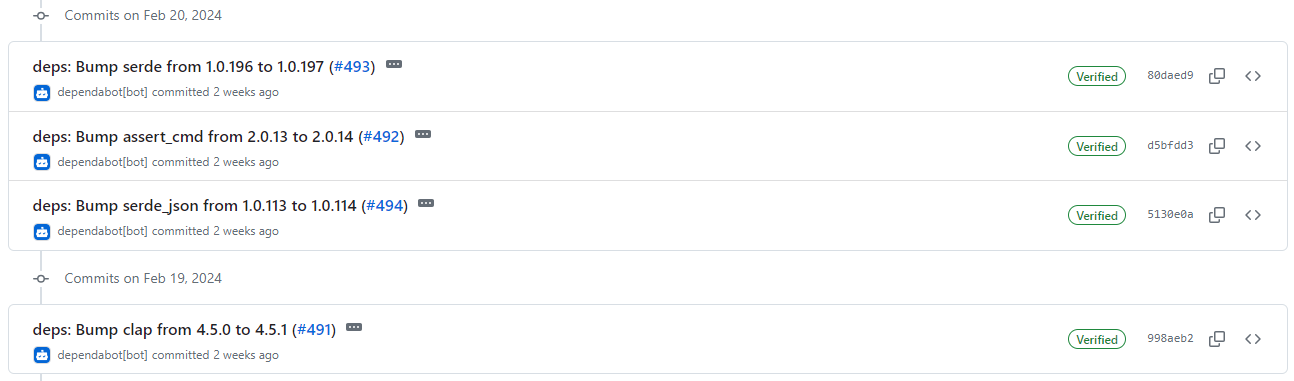 Commits on Feb 20, 2024
deps: Bump serde from 1.0.196 to 1.0.197 (#493)
Verified 80daed9
dependabot[bot] committed 2 weeks ago
deps: Bump assert_cmd from 2.0.13 to 2.0.14 (#492)
Verified d5bfdd3
dependabot[bot] committed 2 weeks ago
deps: Bump serde_json from 1.0.113 to 1.0.114 (#494)
Verified 5130e0a
dependabot[bot] committed 2 weeks ago
Commits on Feb 19, 2024
deps: Bump clap from 4.5.0 to 4.5.1 (#491)
Verified 998aeb2
dependabot[bot] committed 2 weeks ago